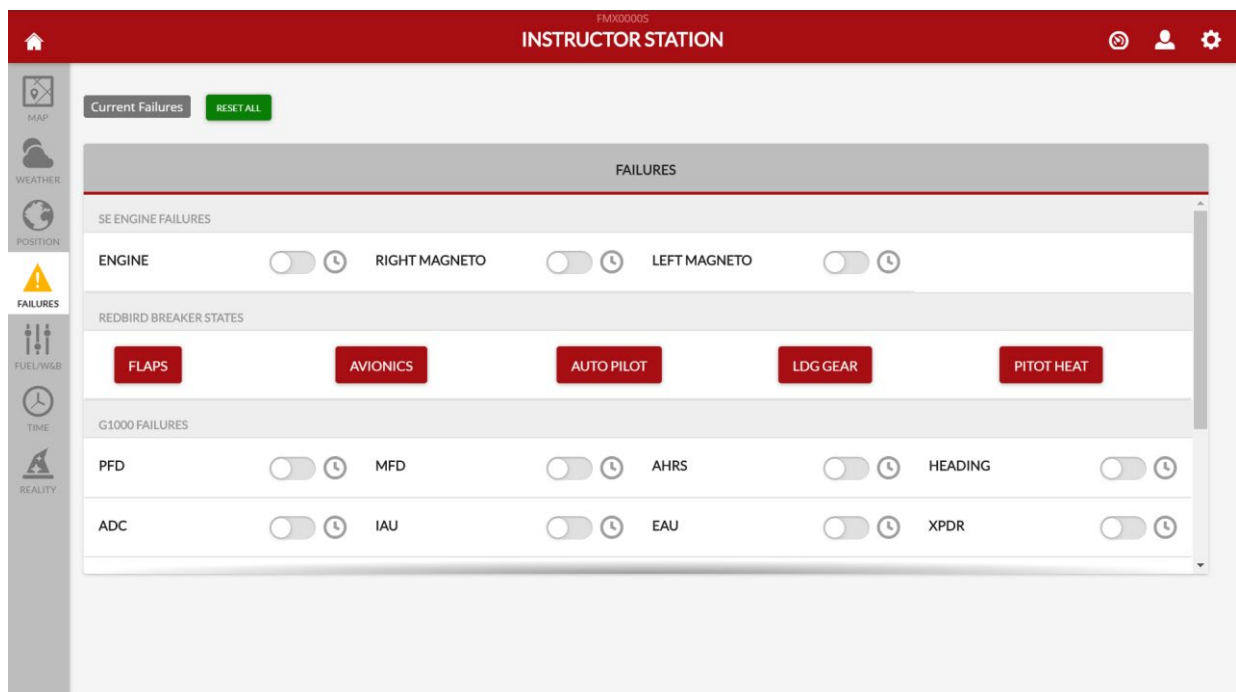 FMX0000S
INSTRUCTOR STATION
MAP
WEATHER
POSITION
FAILURES
FUEL/W&B
TIME
REALITY
Current Failures RESET ALL
FAILURES
SE ENGINE FAILURES
ENGINE RIGHT MAGNETO LEFT MAGNETO
REDBIRD BREAKER STATES
FLAPS AVIONICS AUTO PILOT LDG GEAR PITOT HEAT
G1000 FAILURES
PFD MFD AHRS HEADING
ADC IAU EAU XPDR